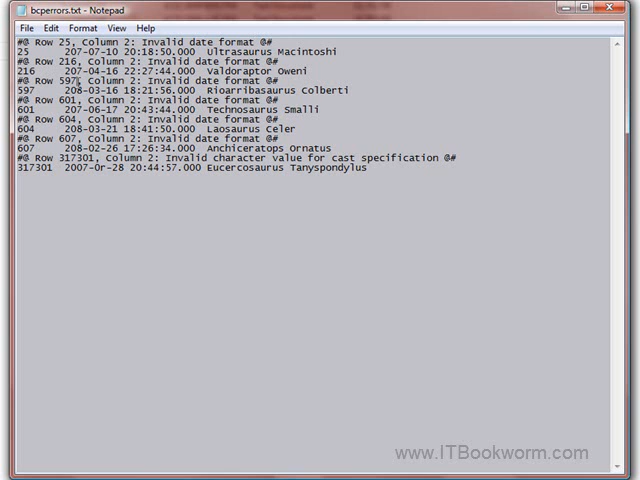 bcperrors.txt - Notepad
File Edit Format View Help
#@ Row 25, Column 2: Invalid date format @#
25 207-07-10 20:18:50.000 Ultrasaurus Macintoshi
#@ Row 216, Column 2: Invalid date format @#
216 207-04-16 22:27:44.000 Valdoraptor Oweni
#@ Row 597, Column 2: Invalid date format @#
597 208-03-16 18:21:56.000 Rioarribasaurus Colberti
#@ Row 601, Column 2: Invalid date format @#
601 207-06-17 20:43:44.000 Technosaurus Smalli
#@ Row 604, Column 2: Invalid date format @#
604 208-03-21 18:41:50.000 Laosaurus Celer
#@ Row 607, Column 2: Invalid date format @#
607 208-02-26 17:26:34.000 Anchiceratops Ornatus
#@ Row 317301, Column 2: Invalid character value for cast specification @#
317301 2007-0r-28 20:44:57.000 Eucercosaurus Tanyspondylus
www.ITBookworm.com